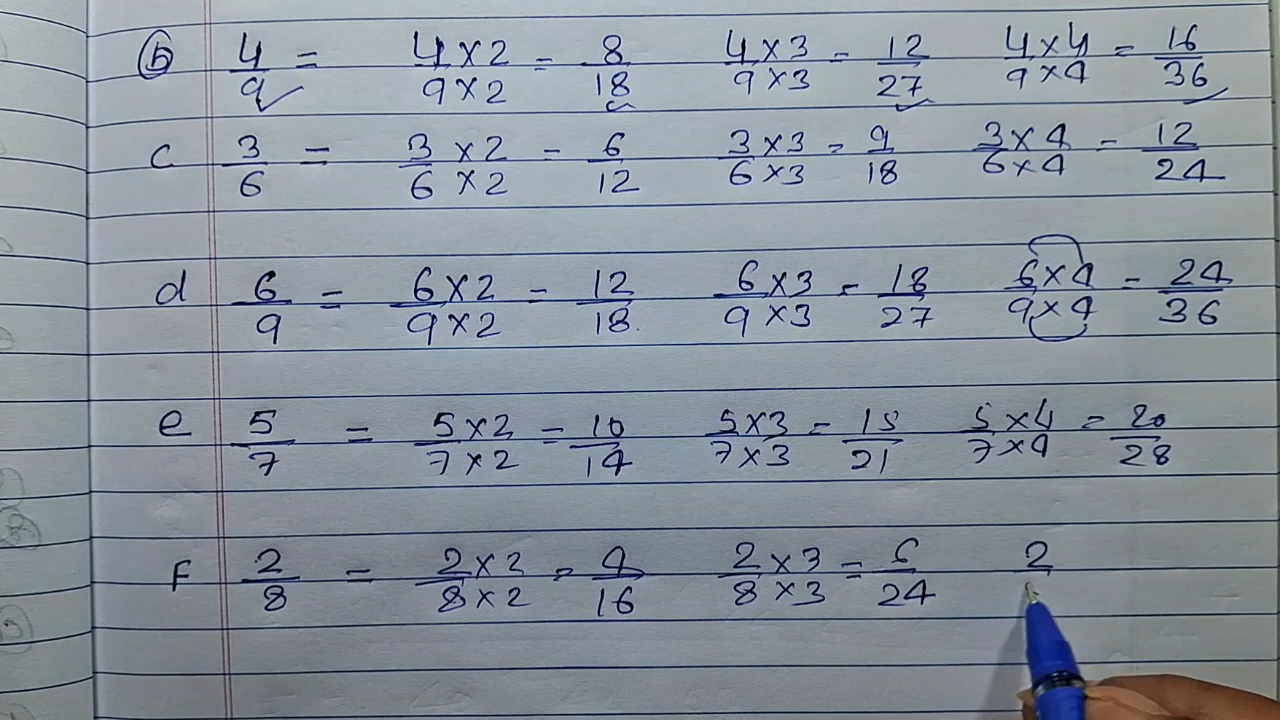 (b) 4/9 = 4×2/9×2 = 8/18 4×3/9×3 = 12/27 4×4/9×4 = 16/36
c 3/6 = 3×2/6×2 = 6/12 3×3/6×3 = 9/18 3×4/6×4 = 12/24
d 6/9 = 6×2/9×2 = 12/18 6×3/9×3 = 18/27 6×4/9×4 = 24/36
e 5/7 = 5×2/7×2 = 10/14 5×3/7×3 = 15/21 5×4/7×4 = 20/28
F 2/8 = 2×2/8×2 = 4/16 2×3/8×3 = 6/24 2